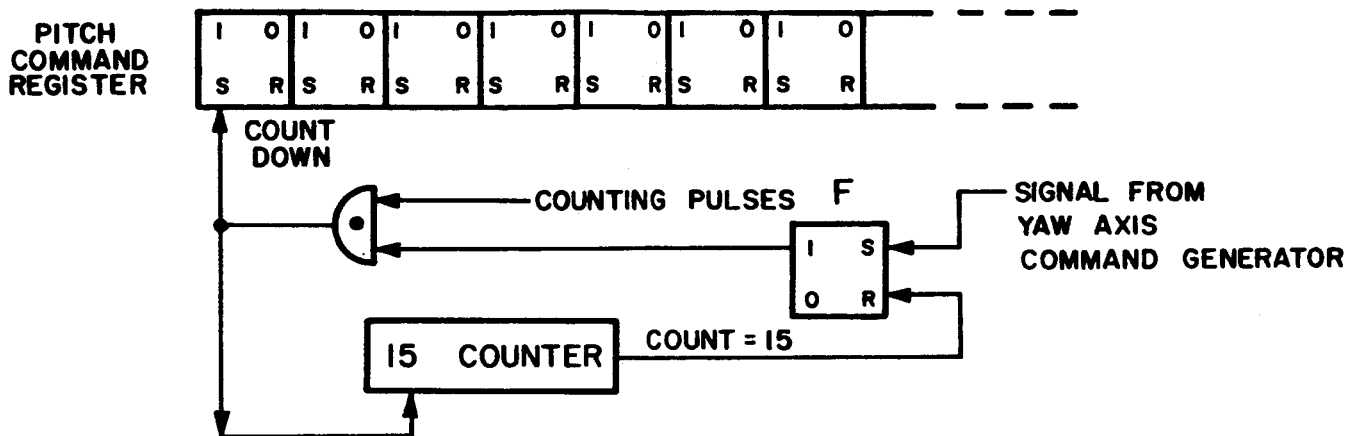 PITCH
COMMAND
REGISTER
I O I O I O I O I O I O I O
S R S R S R S R S R S R S R
COUNT
DOWN
COUNTING PULSES
F
SIGNAL FROM
YAW AXIS
COMMAND GENERATOR
I S
O R
15 COUNTER
COUNT = 15